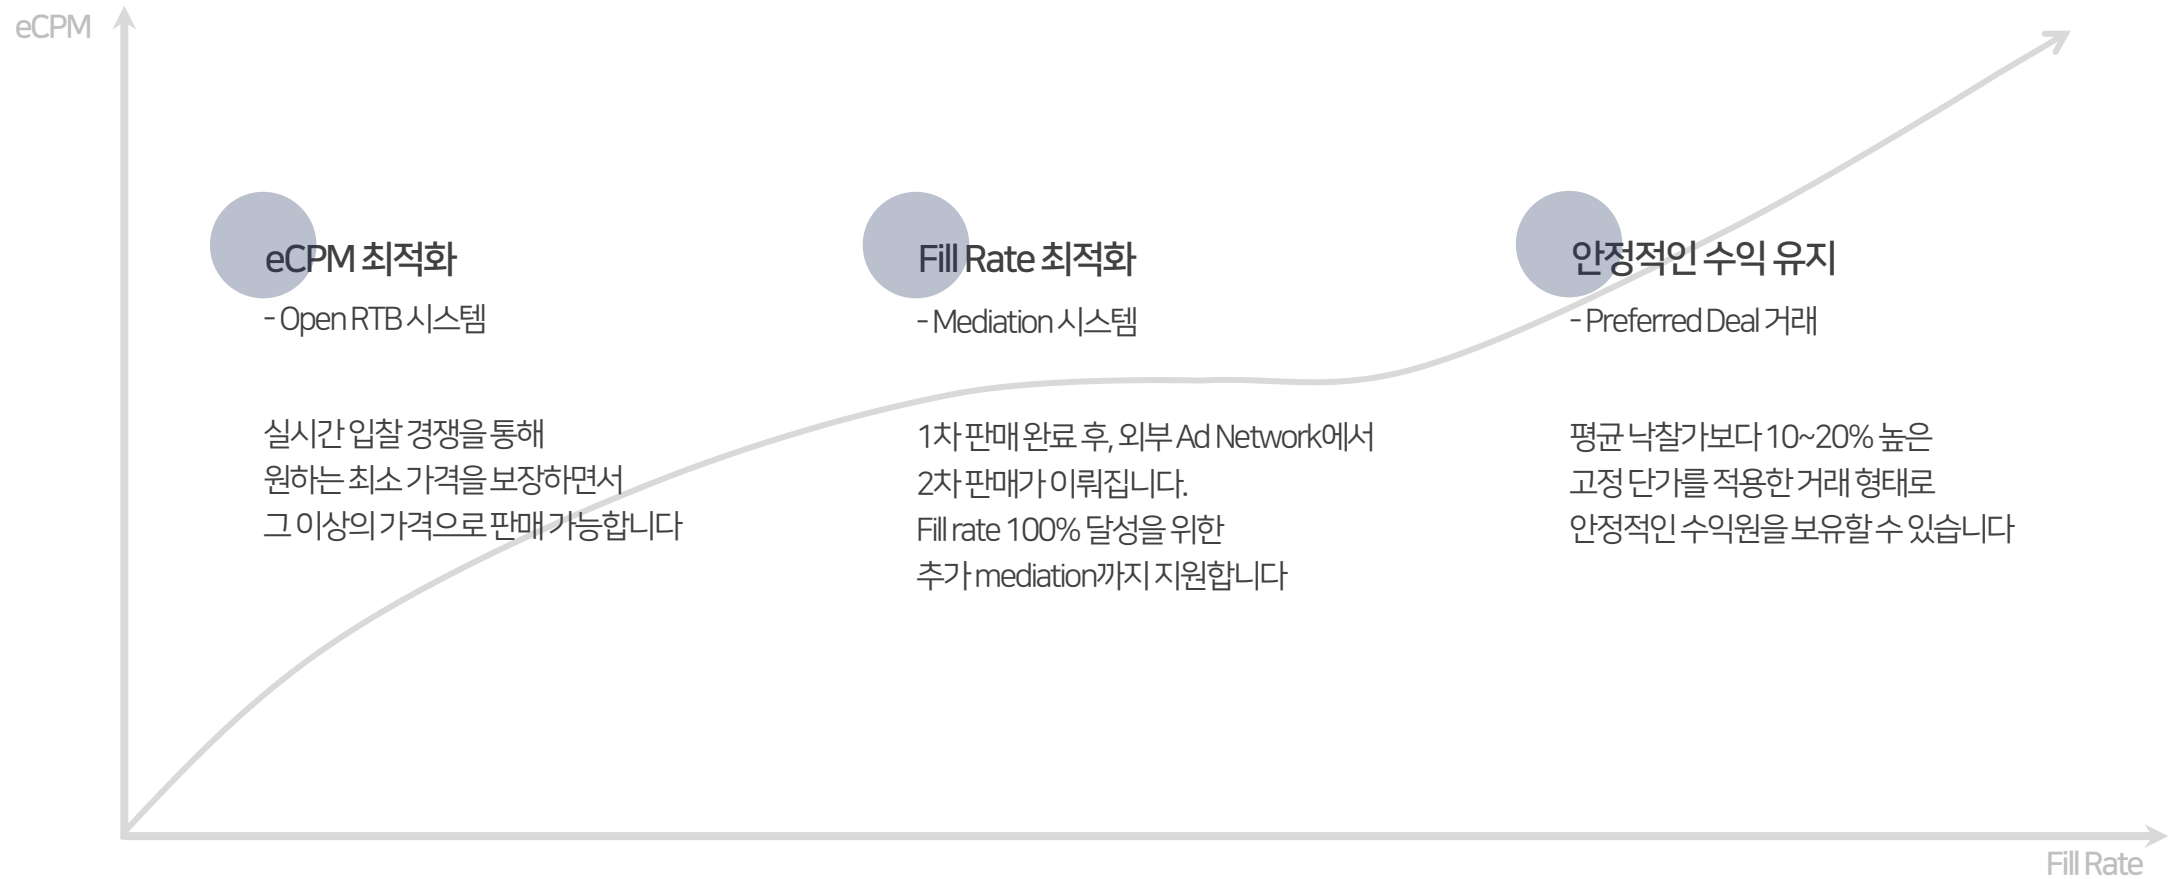 eCPM
eCPM 최적화
- Open RTB 시스템
실시간 입찰 경쟁을 통해
원하는 최소 가격을 보장하면서
그 이상의 가격으로 판매 가능합니다
Fill Rate 최적화
- Mediation 시스템
1차 판매 완료 후, 외부 Ad Network에서
2차 판매가 이뤄집니다.
Fill rate 100% 달성을 위한
추가 mediation까지 지원합니다
안정적인 수익 유지
- Preferred Deal 거래
평균 낙찰가보다 10~20% 높은
고정 단가를 적용한 거래 형태로
안정적인 수익원을 보유할 수 있습니다
Fill Rate